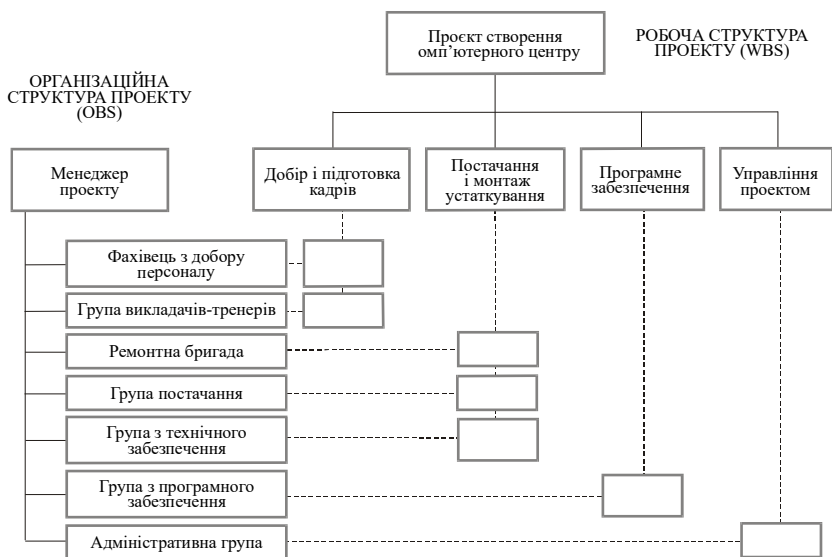 Проєкт створення
омп’ютерного центру
РОБОЧА СТРУКТУРА
ПРОЕКТУ (WBS)
ОРГАНІЗАЦІЙНА
СТРУКТУРА ПРОЕКТУ
(OBS)
Менеджер
проекту
Добір і підготовка
кадрів
Постачання
і монтаж
устаткування
Програмне
забезпечення
Управління
проектом
Фахівець з добору
персоналу
Група викладачів-тренерів
Ремонтна бригада
Група постачання
Група з технічного
забезпечення
Група з програмного
забезпечення
Адміністративна група